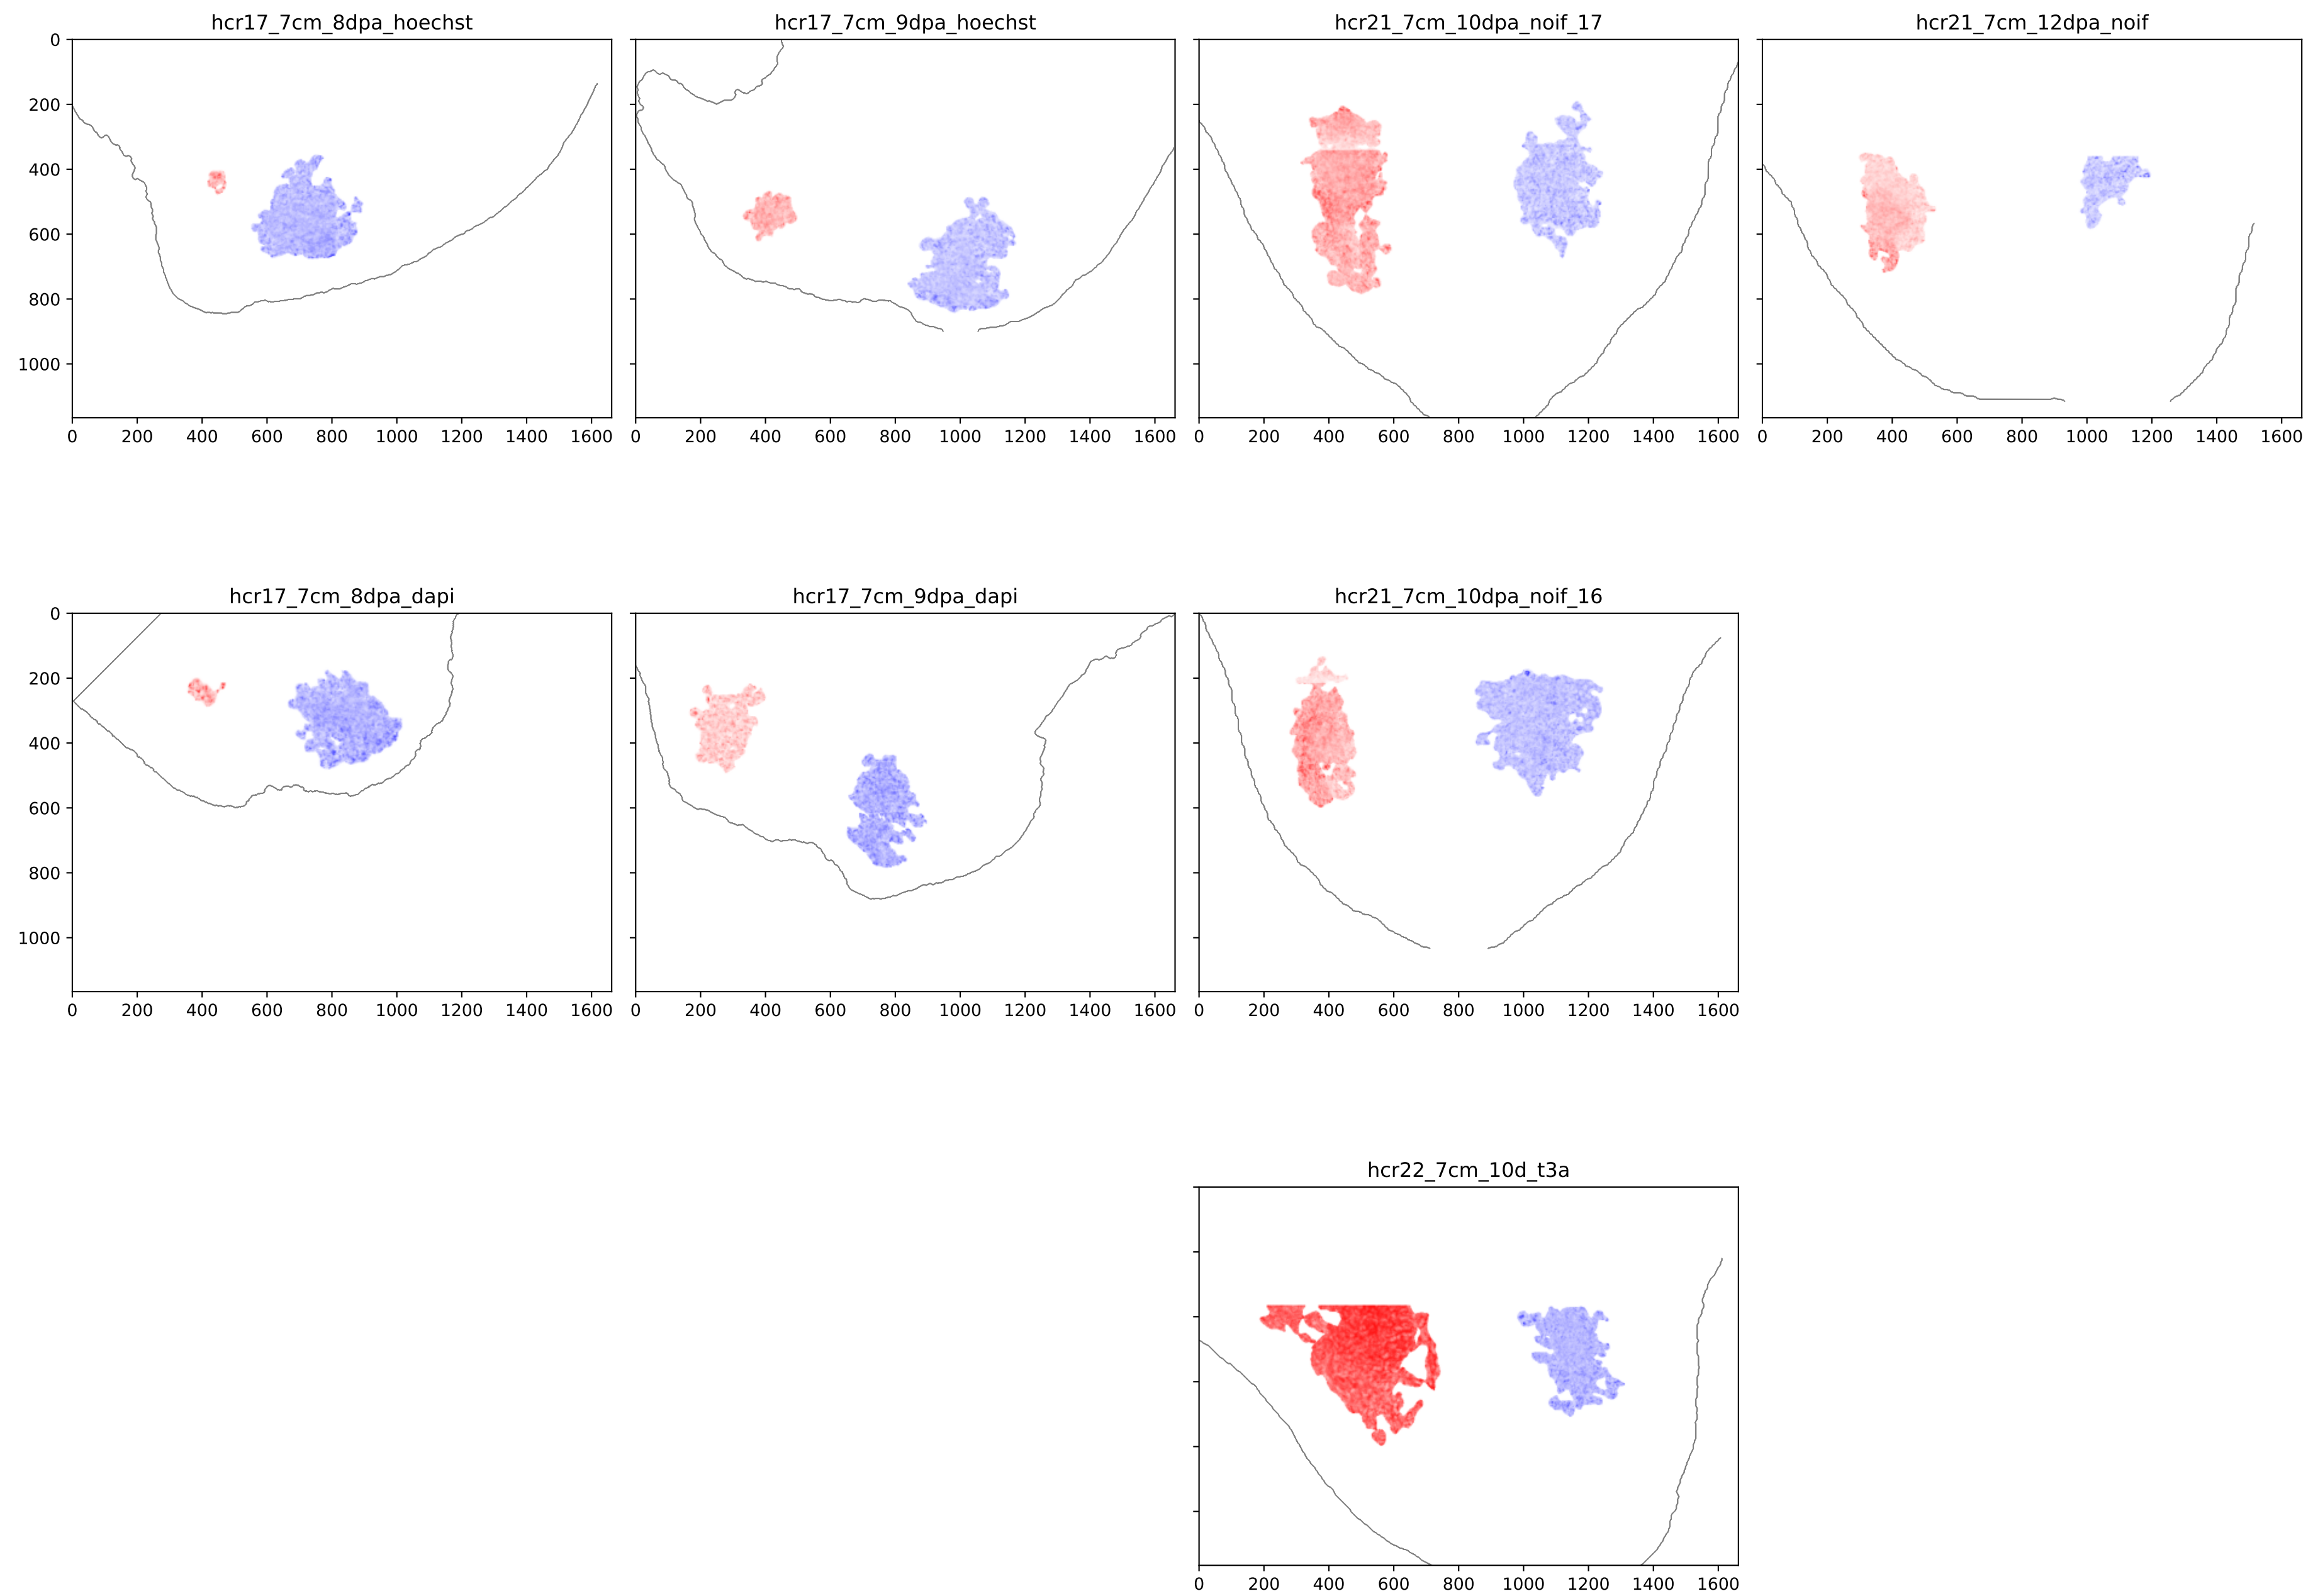 hcr17_7cm_8dpa_hoechst hcr17_7cm_9dpa_hoechst hcr21_7cm_10dpa_noif_17 hcr21_7cm_12dpa_noif
0
200
400
600
800
1000
0 200 400 600 800 1000 1200 1400 1600 0 200 400 600 800 1000 1200 1400 1600 0 200 400 600 800 1000 1200 1400 1600 0 200 400 600 800 1000 1200 1400 1600
hcr17_7cm_8dpa_dapi hcr17_7cm_9dpa_dapi hcr21_7cm_10dpa_noif_16
0
200
400
600
800
1000
0 200 400 600 800 1000 1200 1400 1600 0 200 400 600 800 1000 1200 1400 1600 0 200 400 600 800 1000 1200 1400 1600
hcr22_7cm_10d_t3a
0 200 400 600 800 1000 1200 1400 1600